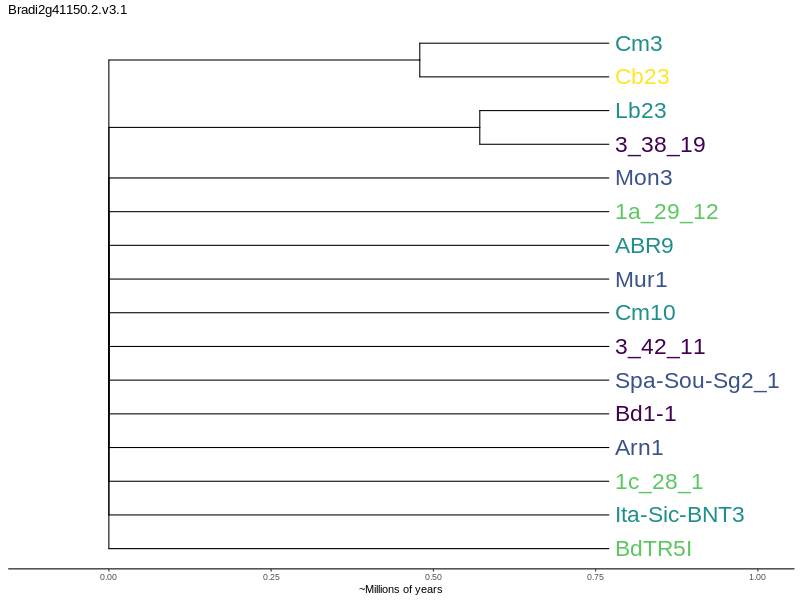 Bradi2g41150.2.v3.1
Cm3
Cb23
Lb23
3_38_19
Mon3
1a_29_12
ABR9
Mur1
Cm10
3_42_11
Spa-Sou-Sg2_1
Bd1-1
Arn1
1c_28_1
Ita-Sic-BNT3
BdTR5I
0.00 0.25 0.50 0.75 1.00
~Millions of years